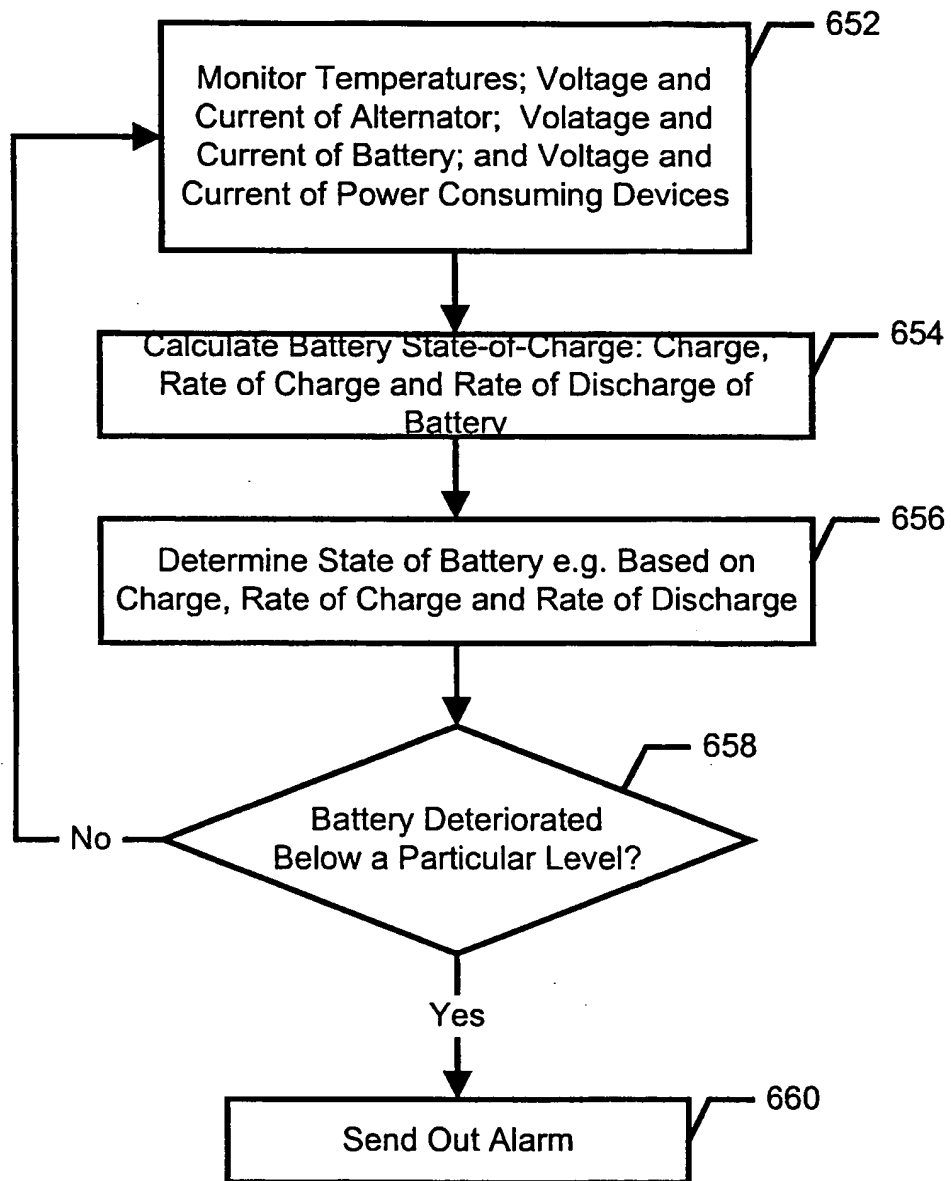 652
Monitor Temperatures; Voltage and
Current of Alternator; Volatage and
Current of Battery; and Voltage and
Current of Power Consuming Devices
654
Calculate Battery State-of-Charge: Charge,
Rate of Charge and Rate of Discharge of
Battery
656
Determine State of Battery e.g. Based on
Charge, Rate of Charge and Rate of Discharge
658
Battery Deteriorated
Below a Particular Level?
No
Yes
660
Send Out Alarm